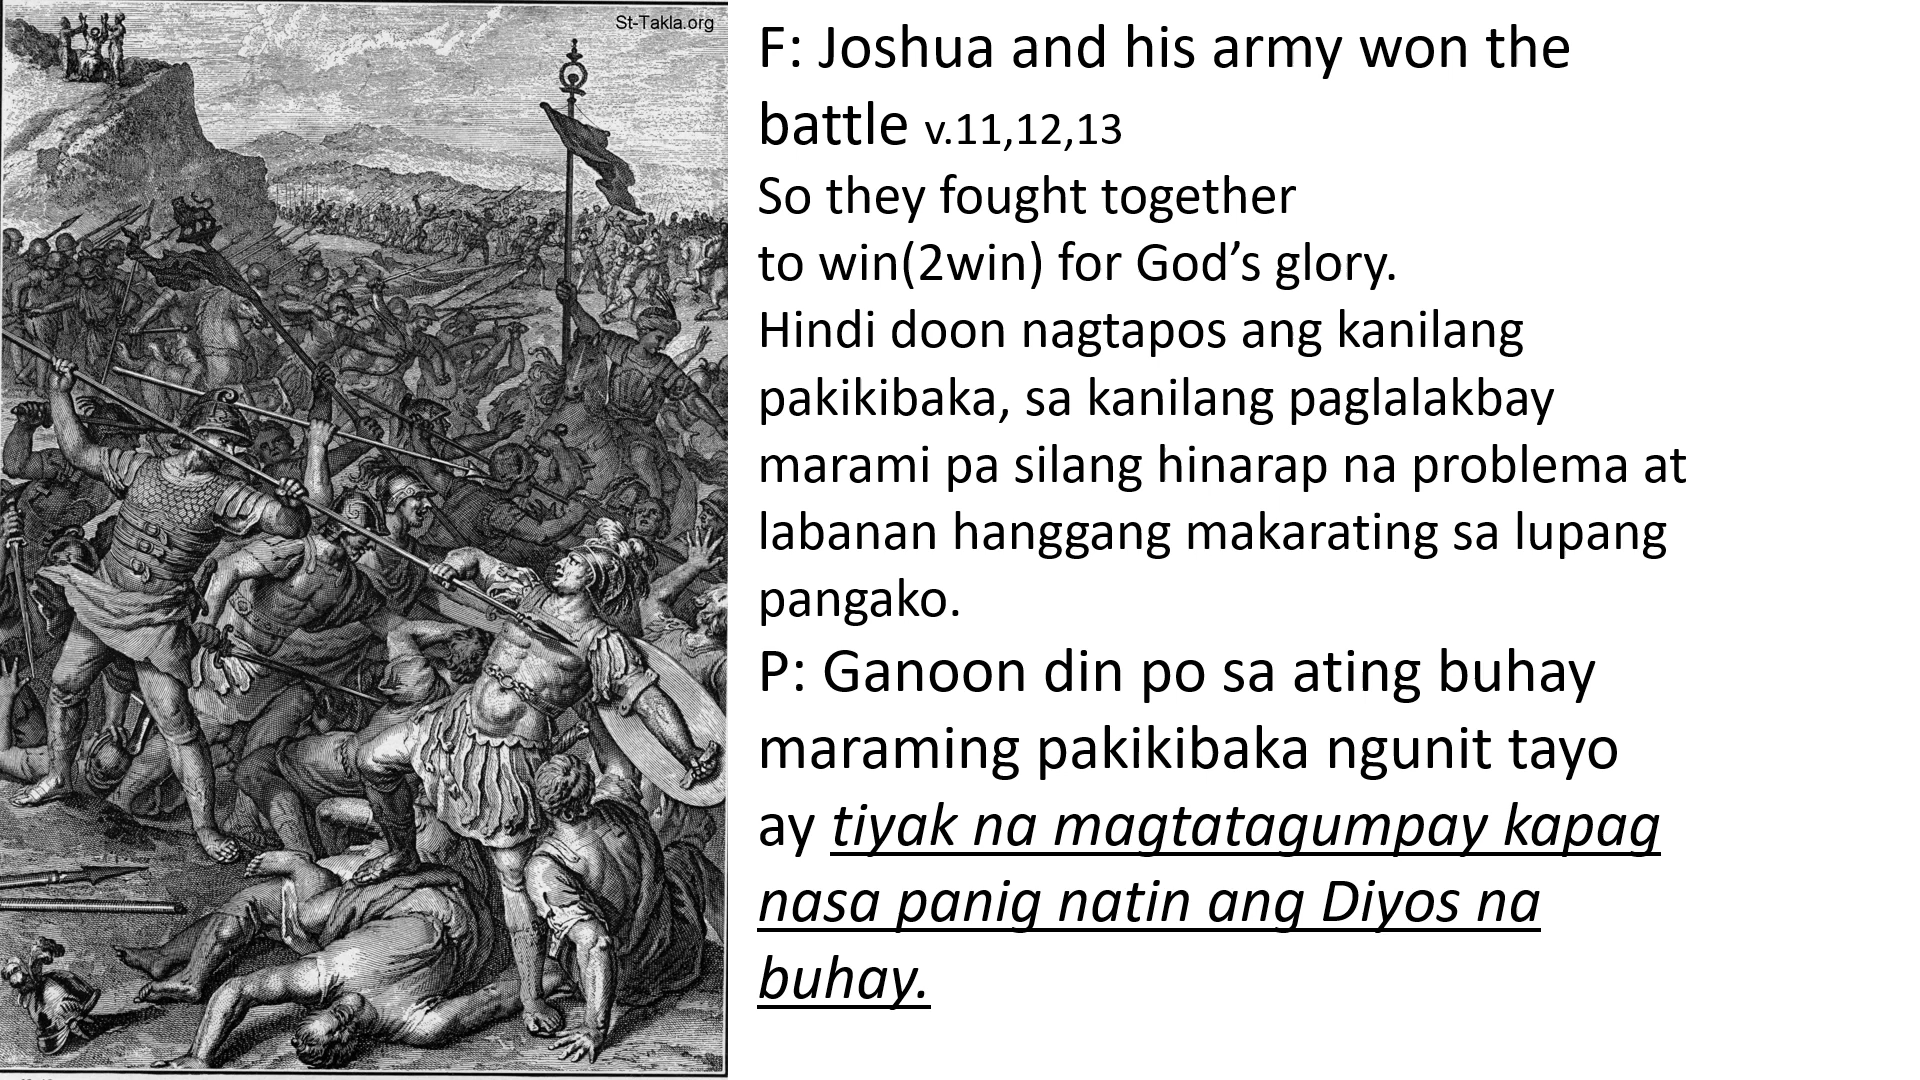 St-Takla.org
F: Joshua and his army won the
battle v.11,12,13
So they fought together
to win(2win) for God’s glory.
Hindi doon nagtapos ang kanilang
pakikibaka, sa kanilang paglalakbay
marami pa silang hinarap na problema at
labanan hanggang makarating sa lupang
pangako.
P: Ganoon din po sa ating buhay
maraming pakikibaka ngunit tayo
ay tiyak na magtatagumpay kapag
nasa panig natin ang Diyos na
buhay.